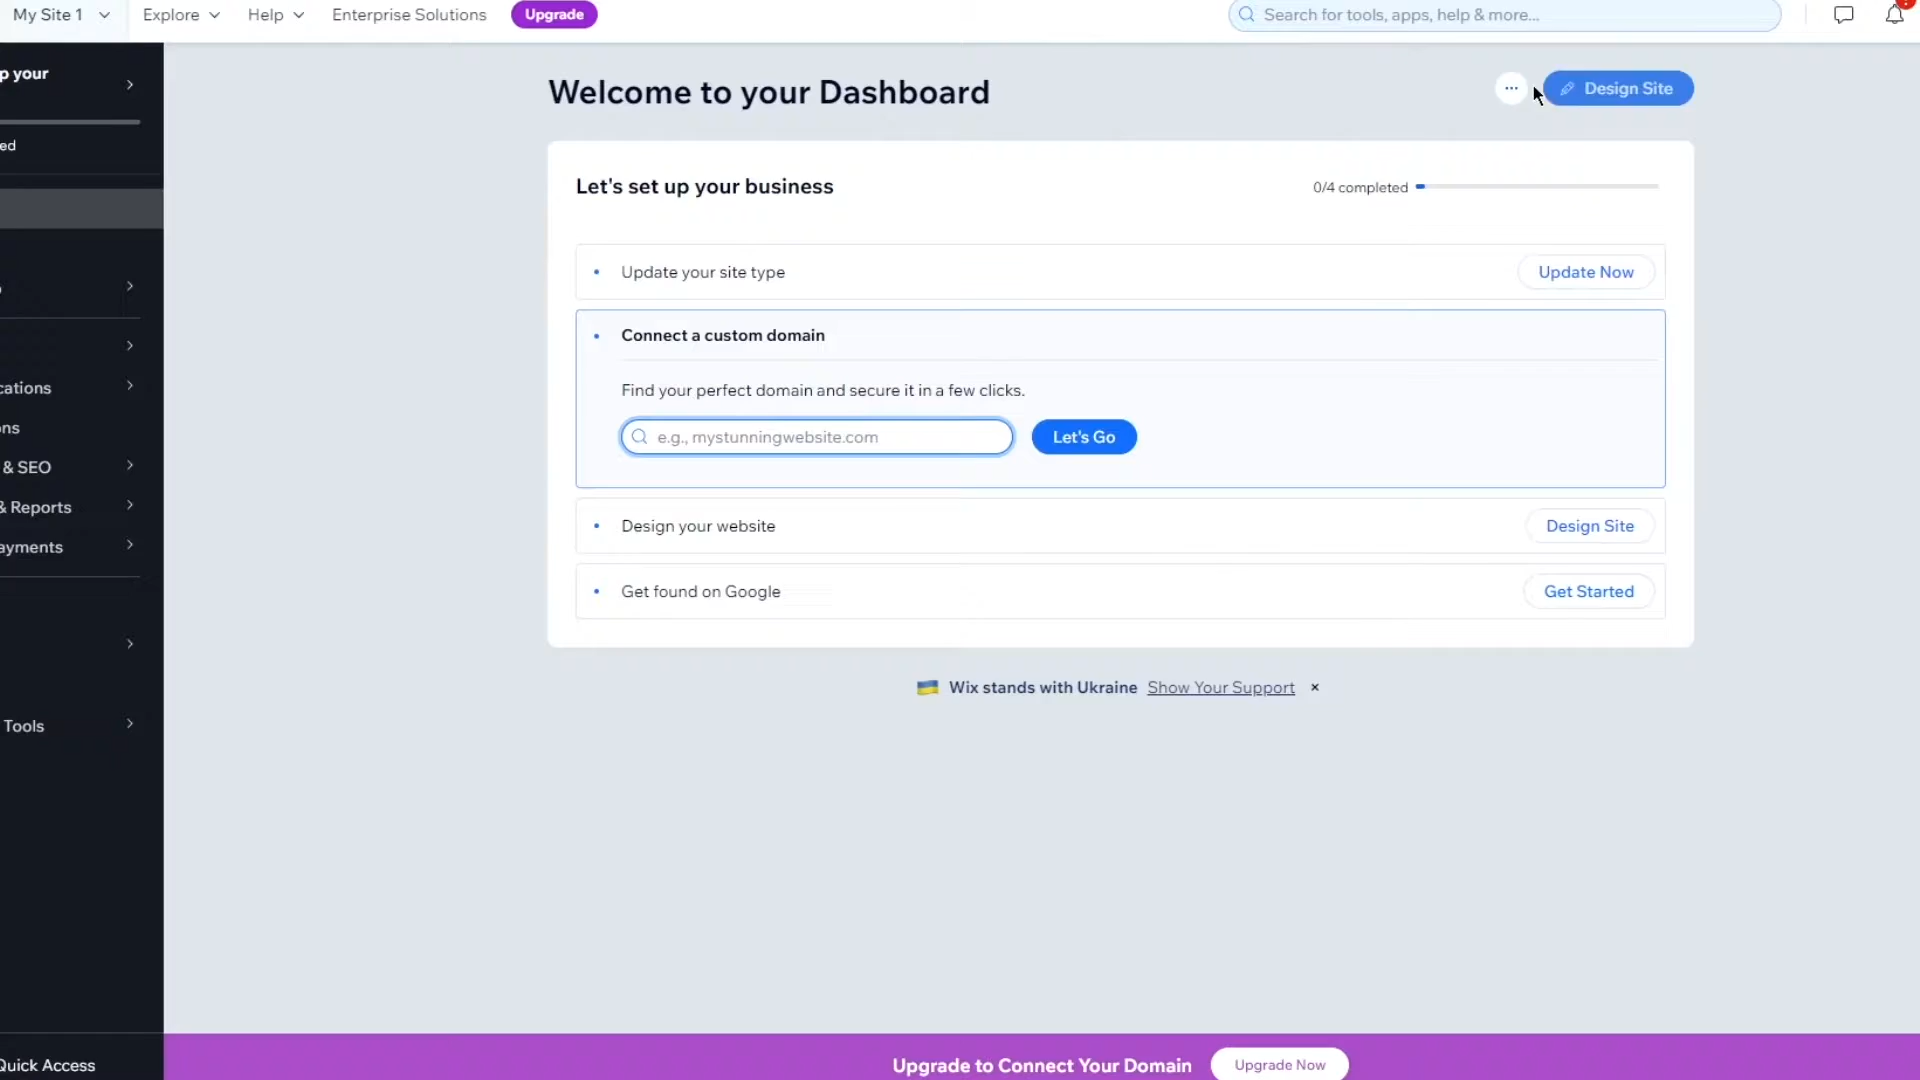 My Site 1
Explore
Help
Enterprise Solutions
Upgrade
Search for tools, apps, help & more...
p your
ed
cations
ons
& SEO
& Reports
ayments
Tools
Quick Access
Welcome to your Dashboard
... Design Site
Let's set up your business
0/4 completed
Update your site type
Update Now
Connect a custom domain
Find your perfect domain and secure it in a few clicks.
e.g., mystunningwebsite.com
Let's Go
Design your website
Design Site
Get found on Google
Get Started
Wix stands with Ukraine Show Your Support ×
Upgrade to Connect Your Domain
Upgrade Now